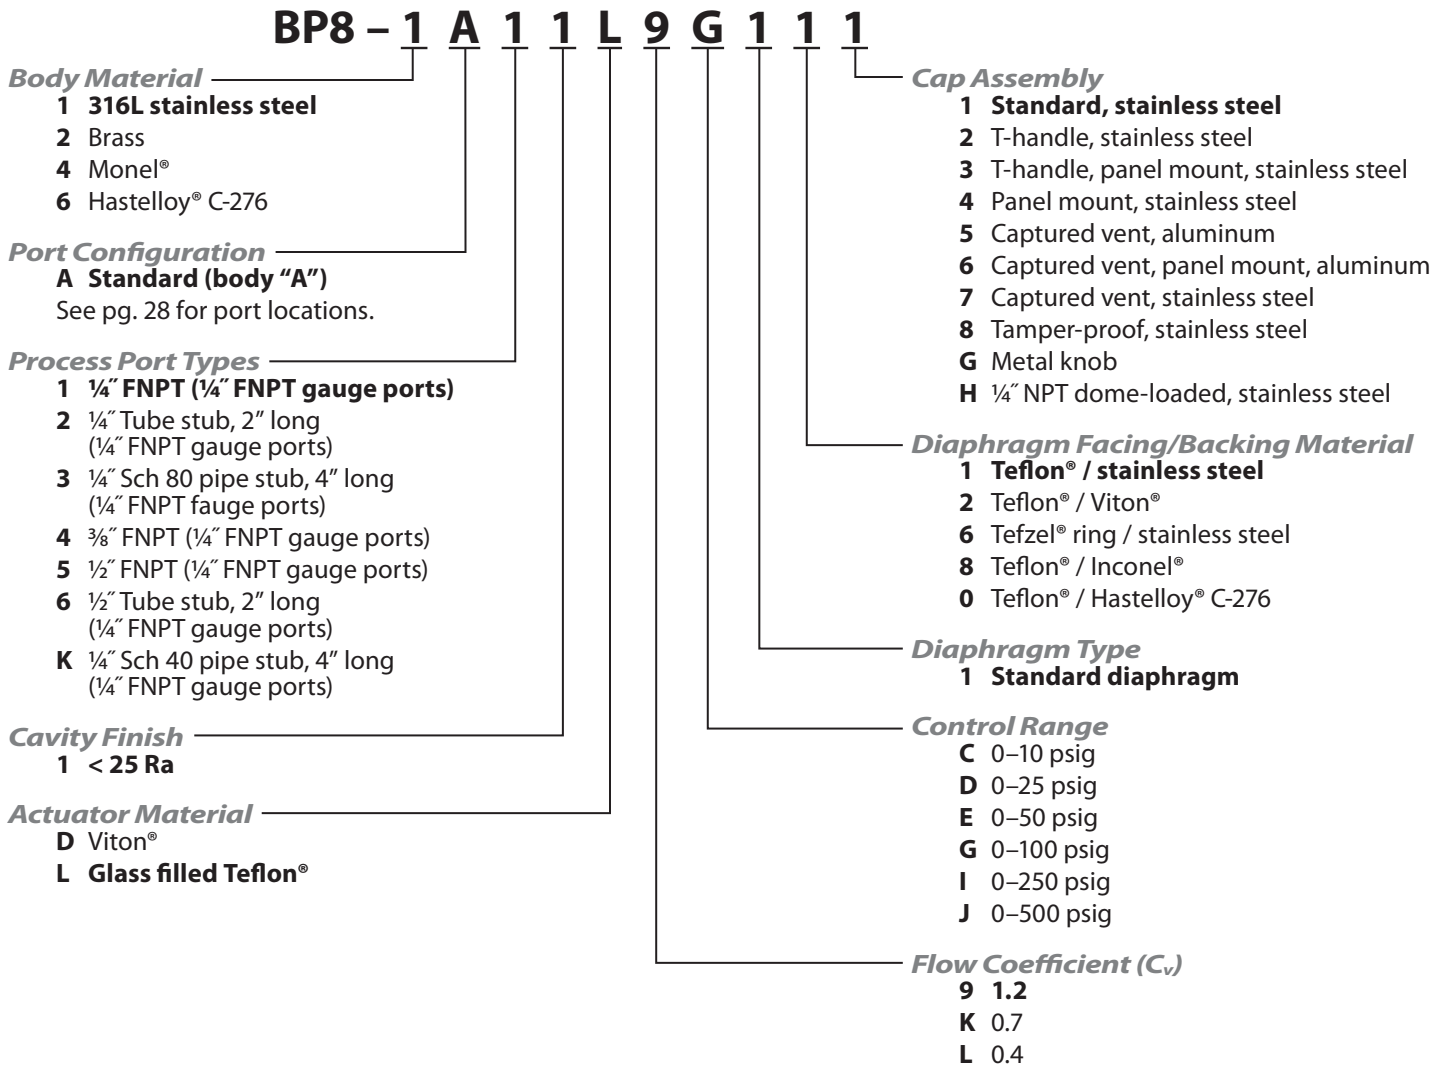 BP8 – 1 A 1 1 L 9 G 1 1 1
Body Material
1 316L stainless steel
2 Brass
4 Monel®
6 Hastelloy® C-276
Port Configuration
A Standard (body “A”)
See pg. 28 for port locations.
Process Port Types
1 ¼˝ FNPT (¼˝ FNPT gauge ports)
2 ¼˝ Tube stub, 2” long
(¼˝ FNPT gauge ports)
3 ¼˝ Sch 80 pipe stub, 4” long
(¼˝ FNPT fauge ports)
4 ⅜˝ FNPT (¼˝ FNPT gauge ports)
5 ½˝ FNPT (¼˝ FNPT gauge ports)
6 ½˝ Tube stub, 2” long
(¼˝ FNPT gauge ports)
K ¼˝ Sch 40 pipe stub, 4” long
(¼˝ FNPT gauge ports)
Cavity Finish
1 < 25 Ra
Actuator Material
D Viton®
L Glass filled Teflon®
Cap Assembly
1 Standard, stainless steel
2 T-handle, stainless steel
3 T-handle, panel mount, stainless steel
4 Panel mount, stainless steel
5 Captured vent, aluminum
6 Captured vent, panel mount, aluminum
7 Captured vent, stainless steel
8 Tamper-proof, stainless steel
G Metal knob
H ¼˝ NPT dome-loaded, stainless steel
Diaphragm Facing/Backing Material
1 Teflon® / stainless steel
2 Teflon® / Viton®
6 Tefzel® ring / stainless steel
8 Teflon® / Inconel®
0 Teflon® / Hastelloy® C-276
Diaphragm Type
1 Standard diaphragm
Control Range
C 0–10 psig
D 0–25 psig
E 0–50 psig
G 0–100 psig
I 0–250 psig
J 0–500 psig
Flow Coefficient (Cv)
9 1.2
K 0.7
L 0.4